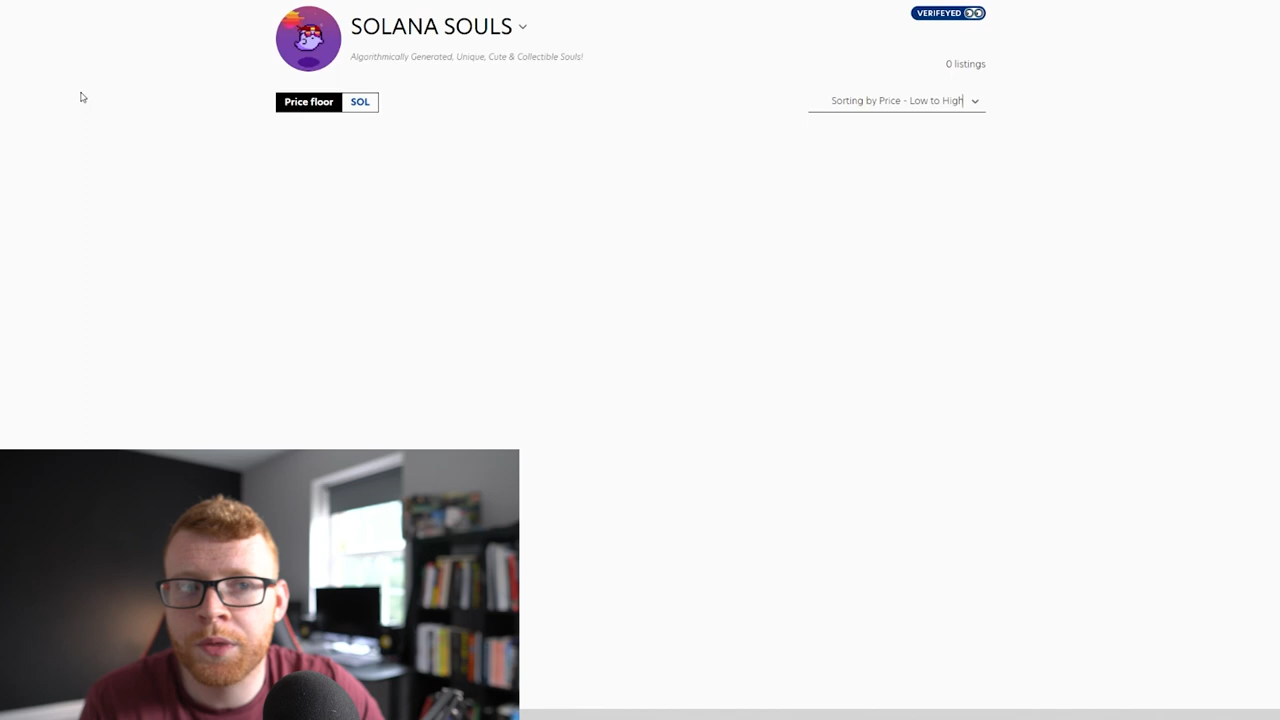 SOLANA SOULS
VERIFEYED
Algorithmically Generated, Unique, Cute & Collectible Souls!
0 listings
Price floor SOL
Sorting by Price - Low to High